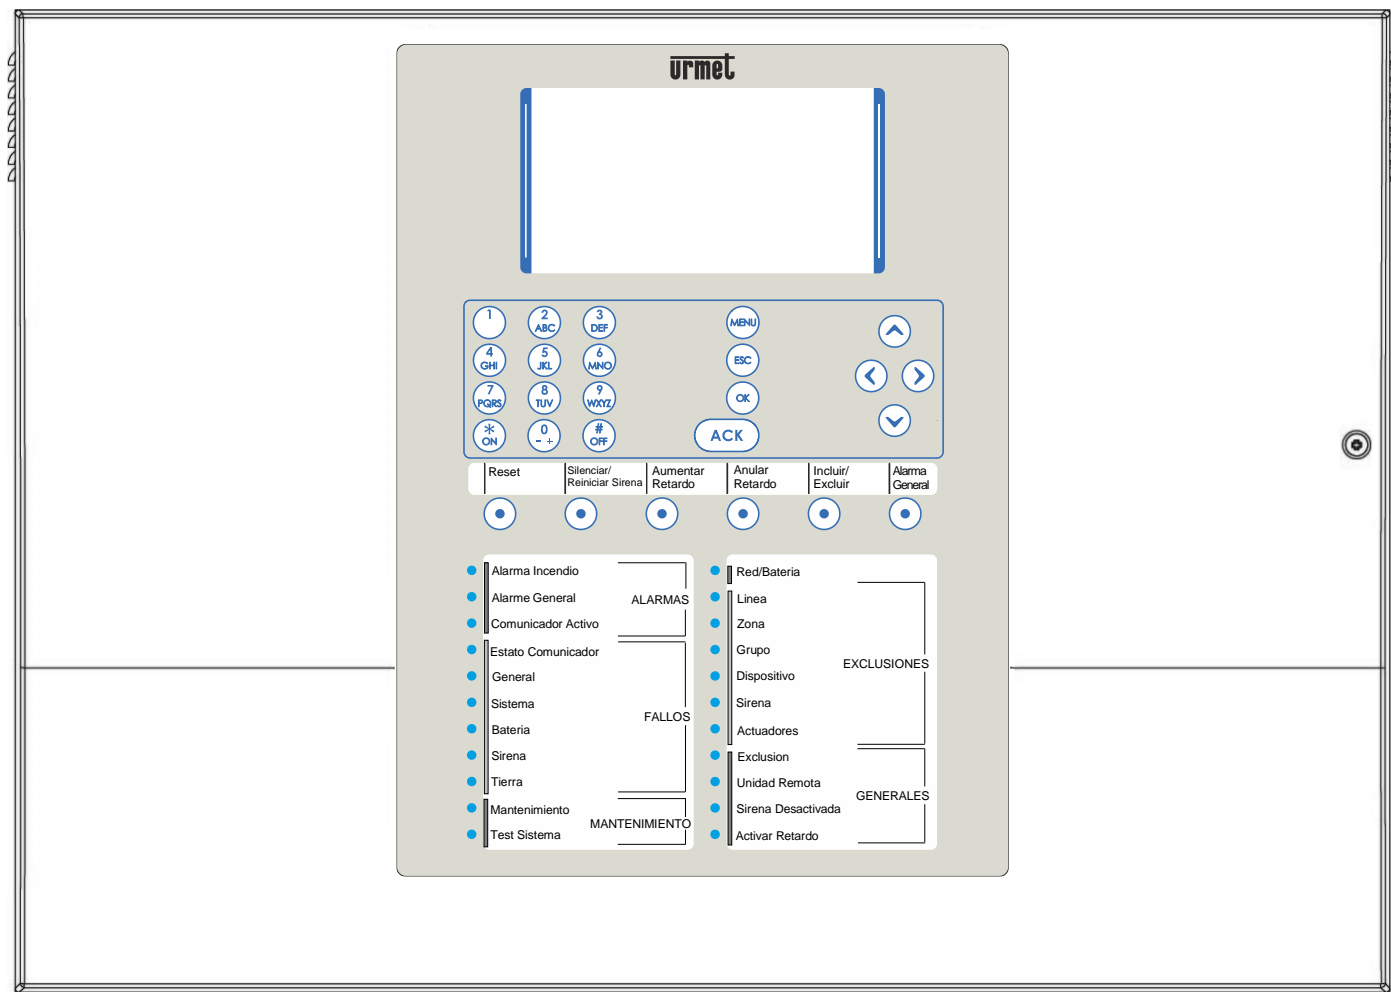 urmet
1
2
ABC
3
DEF
MENU
4
GHI
5
JKL
6
MNO
ESC
7
PQRS
8
TUV
9
WXYZ
OK
*
ON
0
- +
#
OFF
ACK
Reset
Silenciar/
Reiniciar Sirena
Aumentar
Retardo
Anular
Retardo
Incluir/
Excluir
Alarma
General
Alarma Incendio
Alarme General
Comunicador Activo
ALARMAS
Estato Comunicador
General
Sistema
Bateria
Sirena
Tierra
FALLOS
Mantenimiento
Test Sistema
MANTENIMIENTO
Red/Bateria
Linea
Zona
Grupo
Dispositivo
Sirena
Actuadores
EXCLUSIONES
Exclusion
Unidad Remota
Sirena Desactivada
Activar Retardo
GENERALES